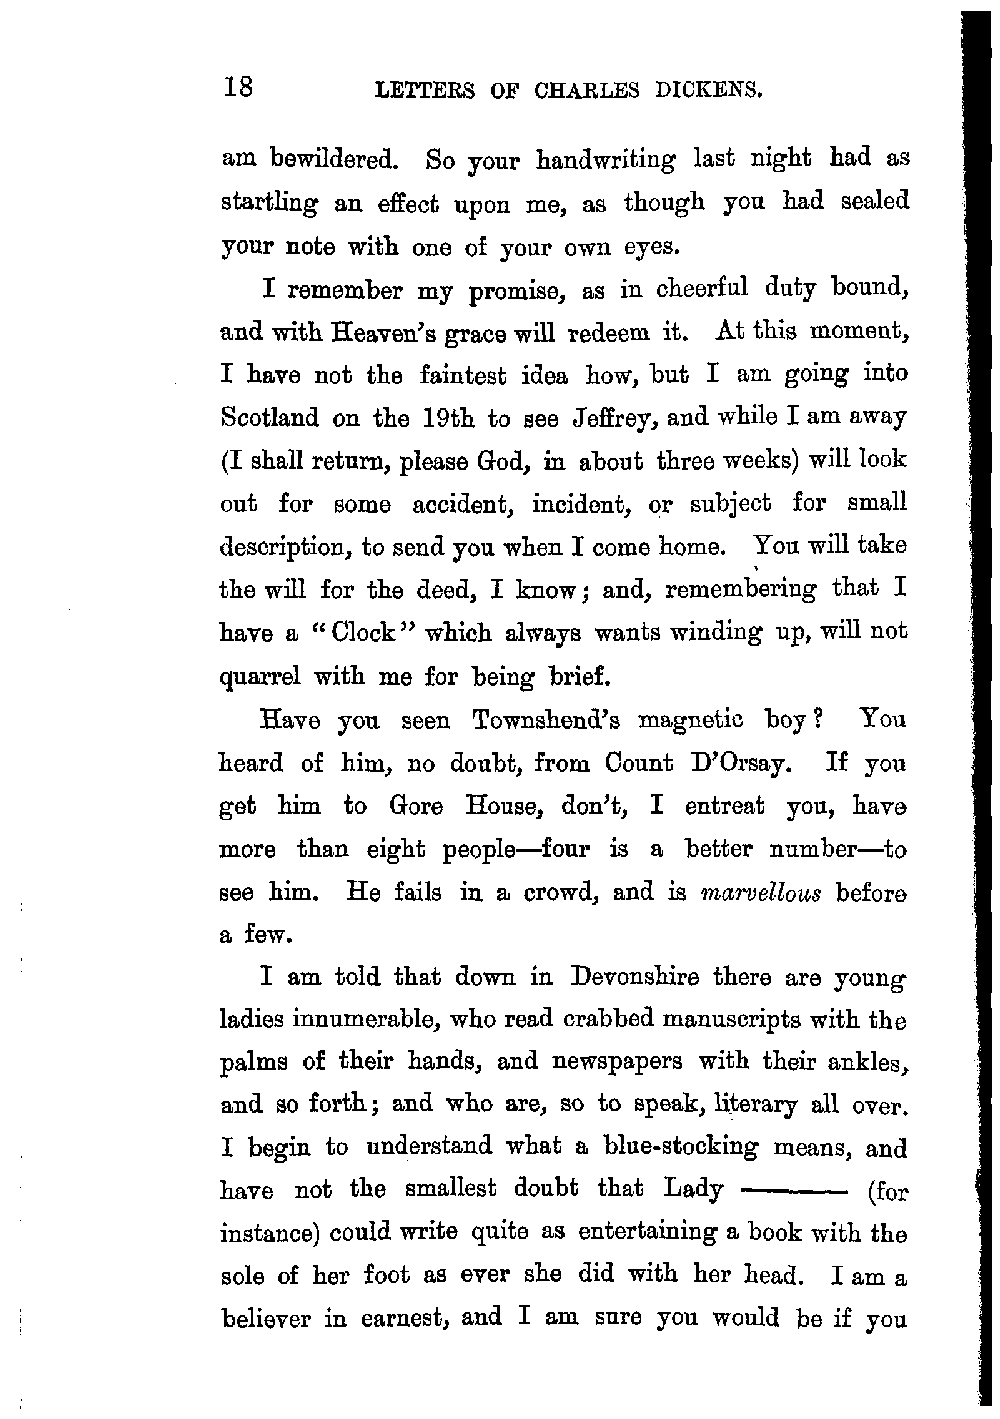 18 LETTERS OF CHARLES DICKENS.
am bewildered. So your handwriting last night had as
startling an effect upon me, as though you had sealed
your note with one of your own eyes.
I remember my promise, as in cheerful duty bound,
and with Heaven's grace will redeem it. At this moment,
I have not the faintest idea how, but I am going into
Scotland on the 19th to see Jeffrey, and while I am away
(I shall return, please God, in about three weeks) will look
out for some accident, incident, or subject for small
description, to send you when I come home. You will take
the will for the deed, I know; and, remembering that I
have a "Clock" which always wants winding up, will not
quarrel with me for being brief.
Have you seen Townshend's magnetic boy? You
heard of him, no doubt, from Count D'Orsay. If you
get him to Gore House, don't, I entreat you, have
more than eight people—four is a better number—to
see him. He fails in a crowd, and is marvellous before
a few.
I am told that down in Devonshire there are young
ladies innumerable, who read crabbed manuscripts with the
palms of their hands, and newspapers with their ankles,
and so forth; and who are, so to speak, literary all over.
I begin to understand what a blue-stocking means, and
have not the smallest doubt that Lady ——— (for
instance) could write quite as entertaining a book with the
sole of her foot as ever she did with her head. I am a
believer in earnest, and I am sure you would be if you